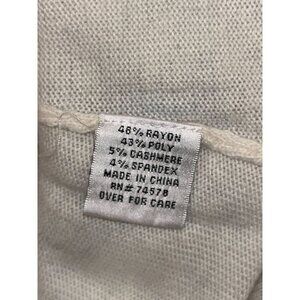 48% RAYON
43% POLY
5% CASHMERE
4% SPANDEX
MADE IN CHINA
RN# 74578
OVER FOR CARE